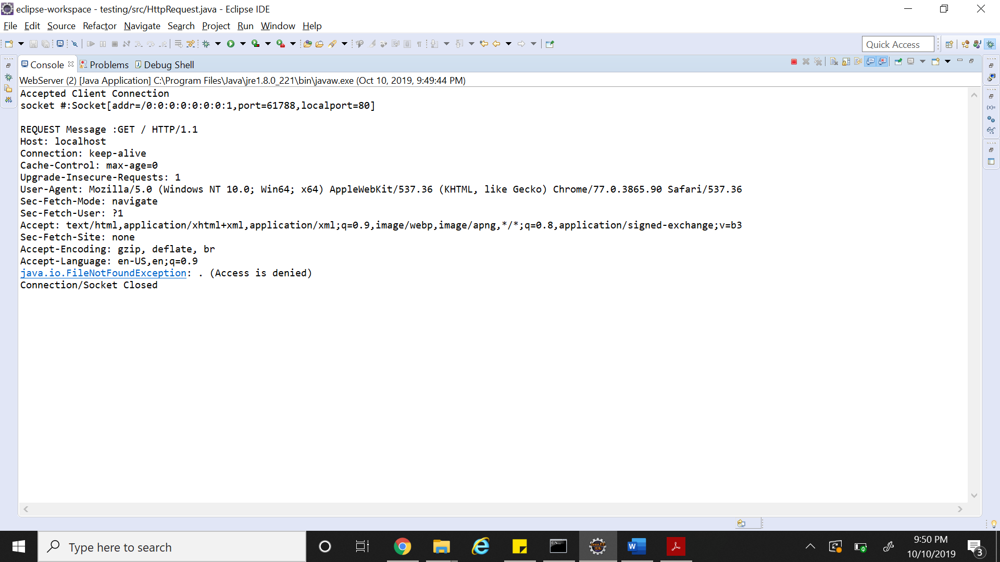 eclipse-workspace - testing/src/HttpRequest.java - Eclipse IDE
File Edit Source Refactor Navigate Search Project Run Window Help
Quick Access
Console Problems Debug Shell
WebServer (2) [Java Application] C:\Program Files\Java\jre1.8.0_221\bin\javaw.exe (Oct 10, 2019, 9:49:44 PM)
Accepted Client Connection
socket #:Socket[addr=/0:0:0:0:0:0:0:1,port=61788,localport=80]
REQUEST Message :GET / HTTP/1.1
Host: localhost
Connection: keep-alive
Cache-Control: max-age=0
Upgrade-Insecure-Requests: 1
User-Agent: Mozilla/5.0 (Windows NT 10.0; Win64; x64) AppleWebKit/537.36 (KHTML, like Gecko) Chrome/77.0.3865.90 Safari/537.36
Sec-Fetch-Mode: navigate
Sec-Fetch-User: ?1
Accept: text/html,application/xhtml+xml,application/xml;q=0.9,image/webp,image/apng,*/*;q=0.8,application/signed-exchange;v=b3
Sec-Fetch-Site: none
Accept-Encoding: gzip, deflate, br
Accept-Language: en-US,en;q=0.9
java.io.FileNotFoundException: . (Access is denied)
Connection/Socket Closed
Type here to search
9:50 PM
10/10/2019
3